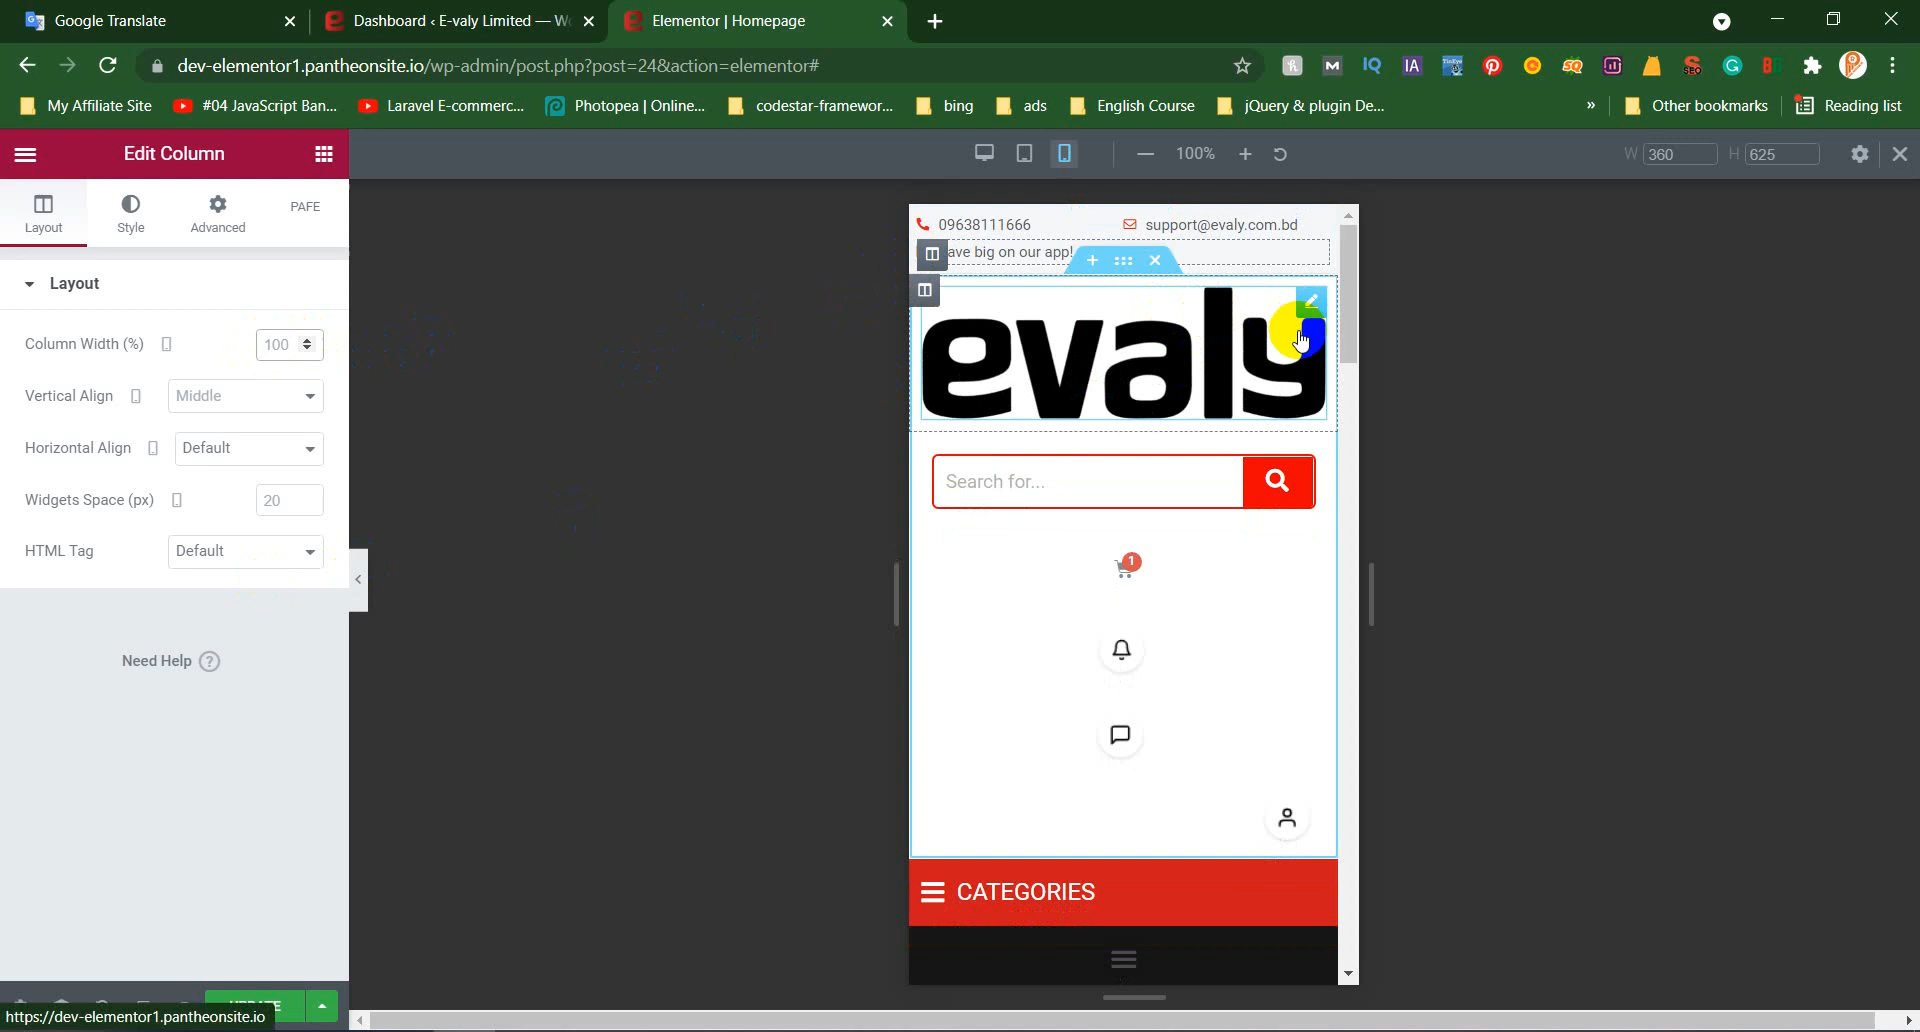 Google Translate
Dashboard ‹ E-valy Limited — W
Elementor | Homepage
dev-elementor1.pantheonsite.io/wp-admin/post.php?post=24&action=elementor#
My Affiliate Site
#04 JavaScript Ban...
Laravel E-commerc...
Photopea | Online...
codestar-framewor...
bing
ads
English Course
jQuery & plugin De...
»
Other bookmarks
Reading list
Edit Column
100%
W 360
H 625
Layout
Style
Advanced
PAFE
Layout
Column Width (%)
100
Vertical Align
Middle
Horizontal Align
Default
Widgets Space (px)
20
HTML Tag
Default
Need Help ?
https://dev-elementor1.pantheonsite.io
09638111666
support@evaly.com.bd
ave big on our app!
evaly
Search for...
1
CATEGORIES